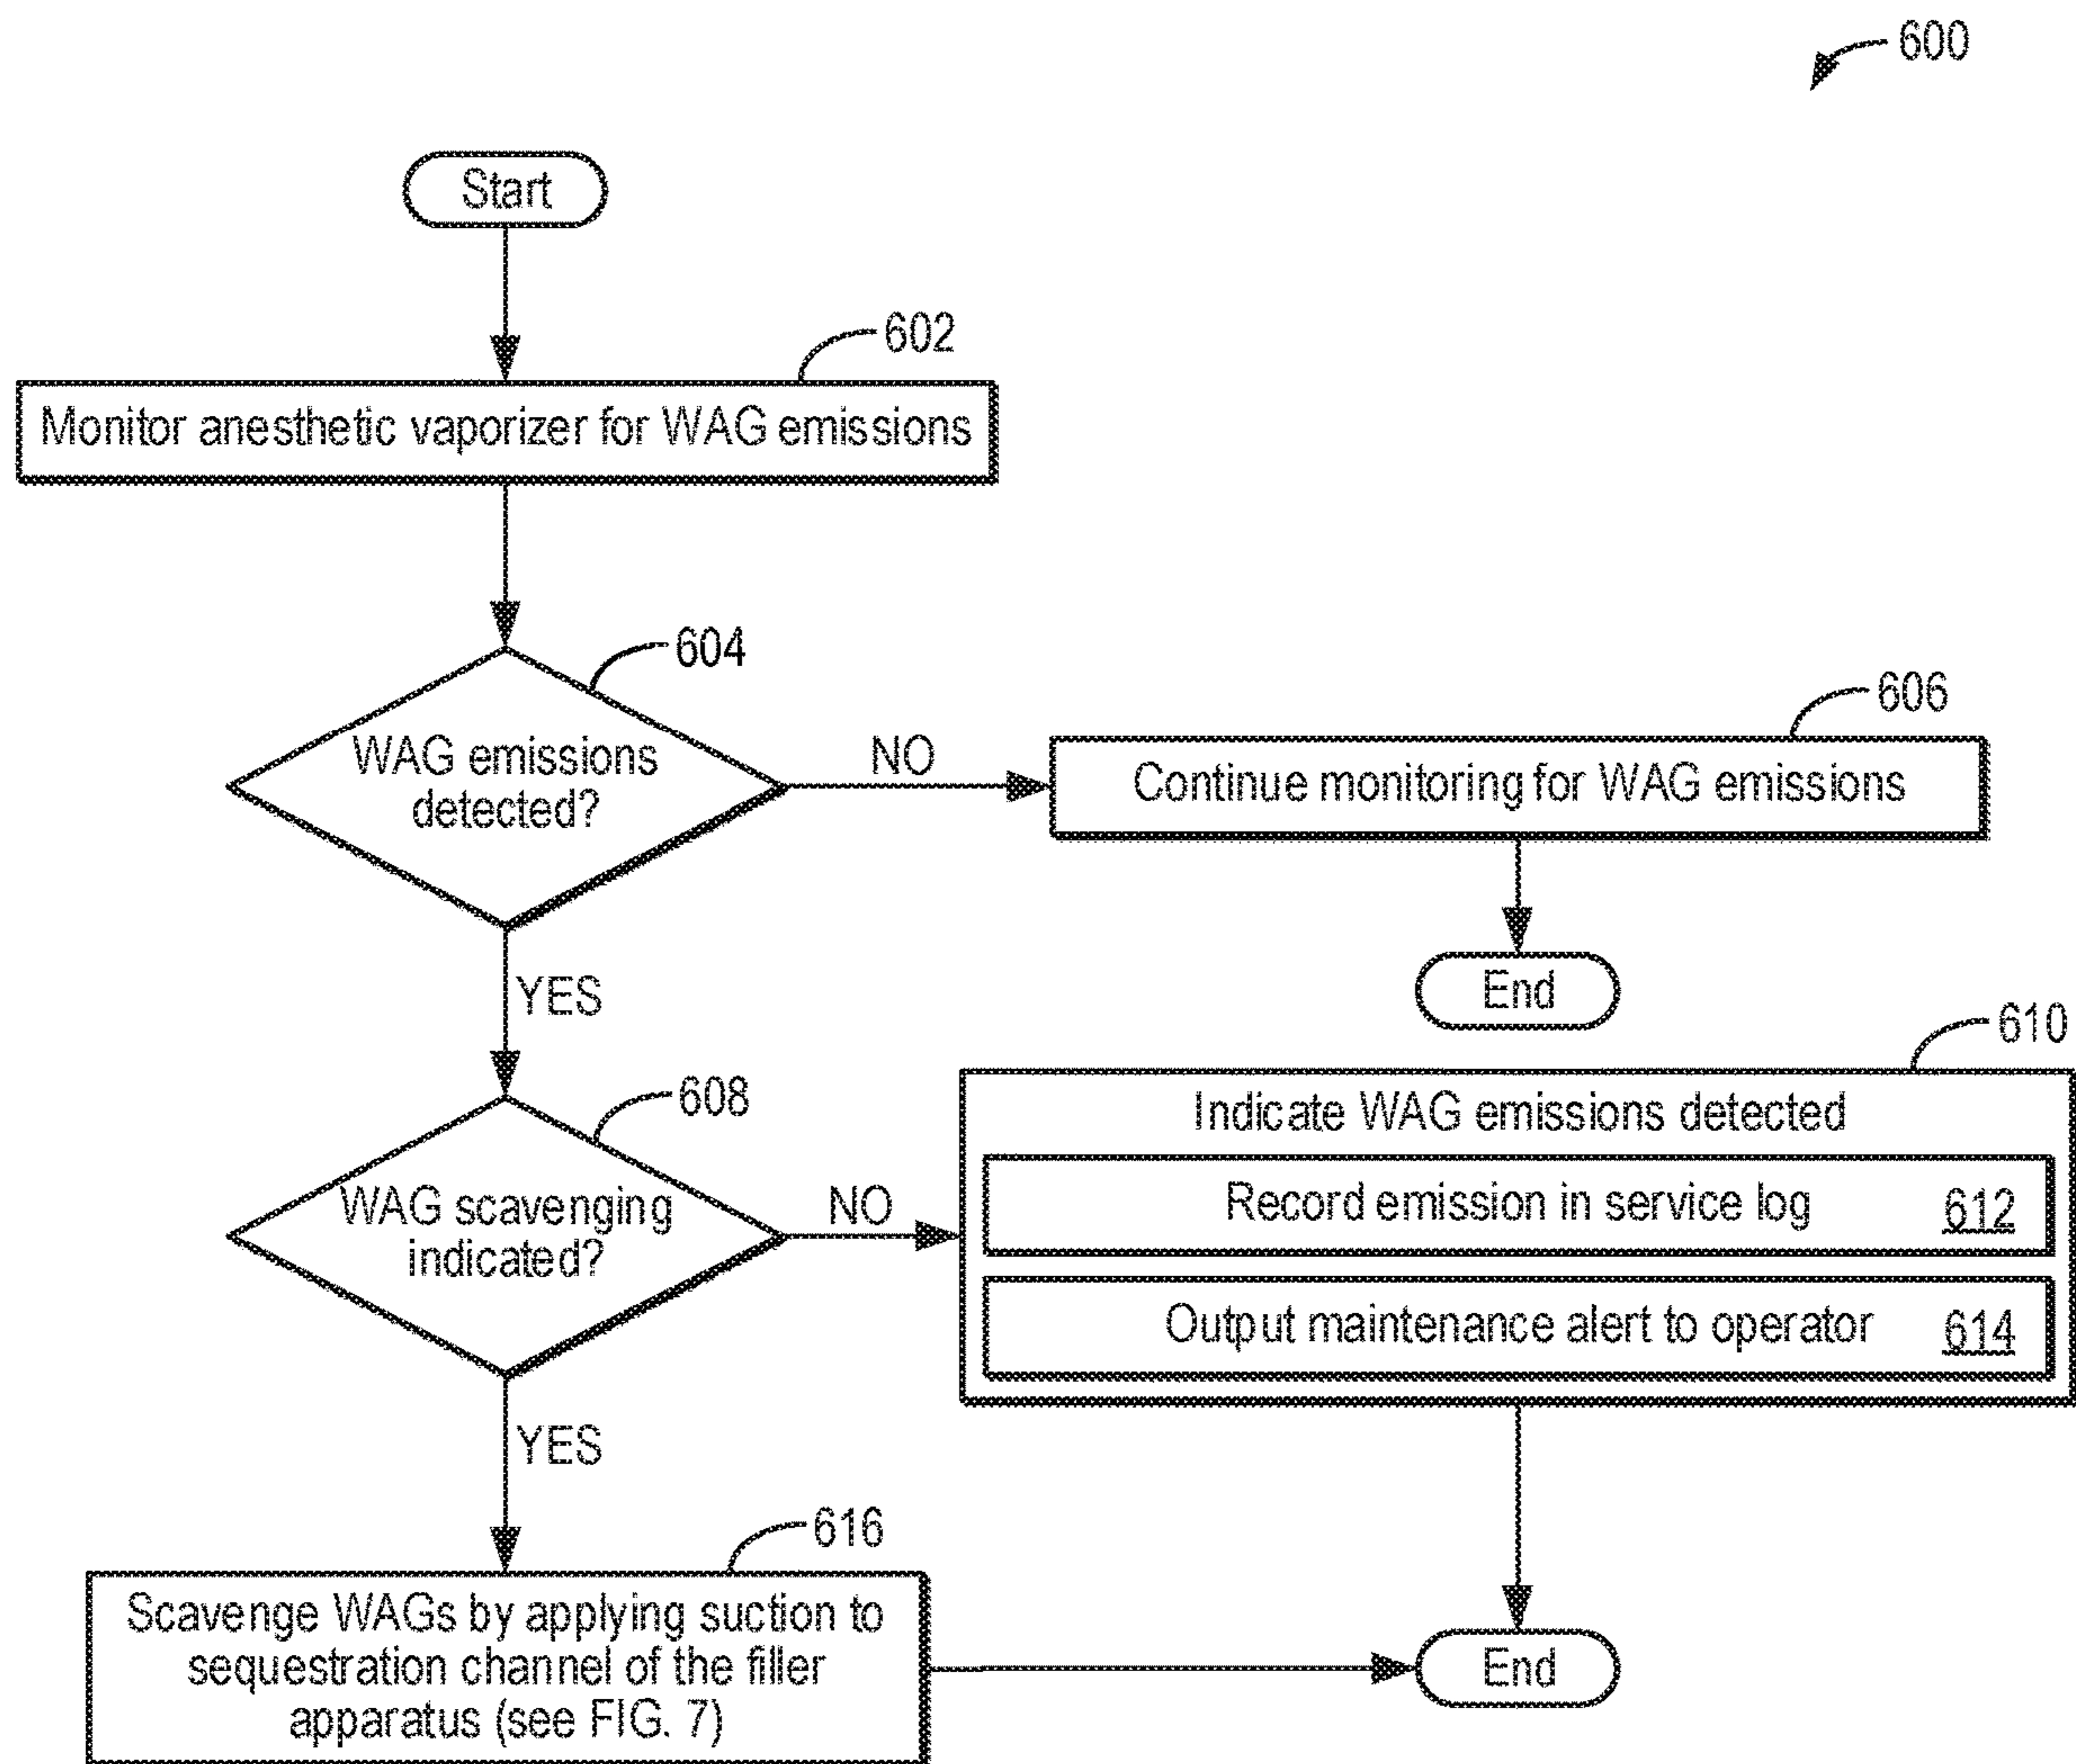 600
Start
602
Monitor anesthetic vaporizer for WAG emissions
604
WAG emissions
detected?
NO
606
Continue monitoring for WAG emissions
End
YES
608
WAG scavenging
indicated?
NO
610
Indicate WAG emissions detected
Record emission in service log 612
Output maintenance alert to operator 614
YES
616
Scavenge WAGs by applying suction to
sequestration channel of the filler
apparatus (see FIG. 7)
End